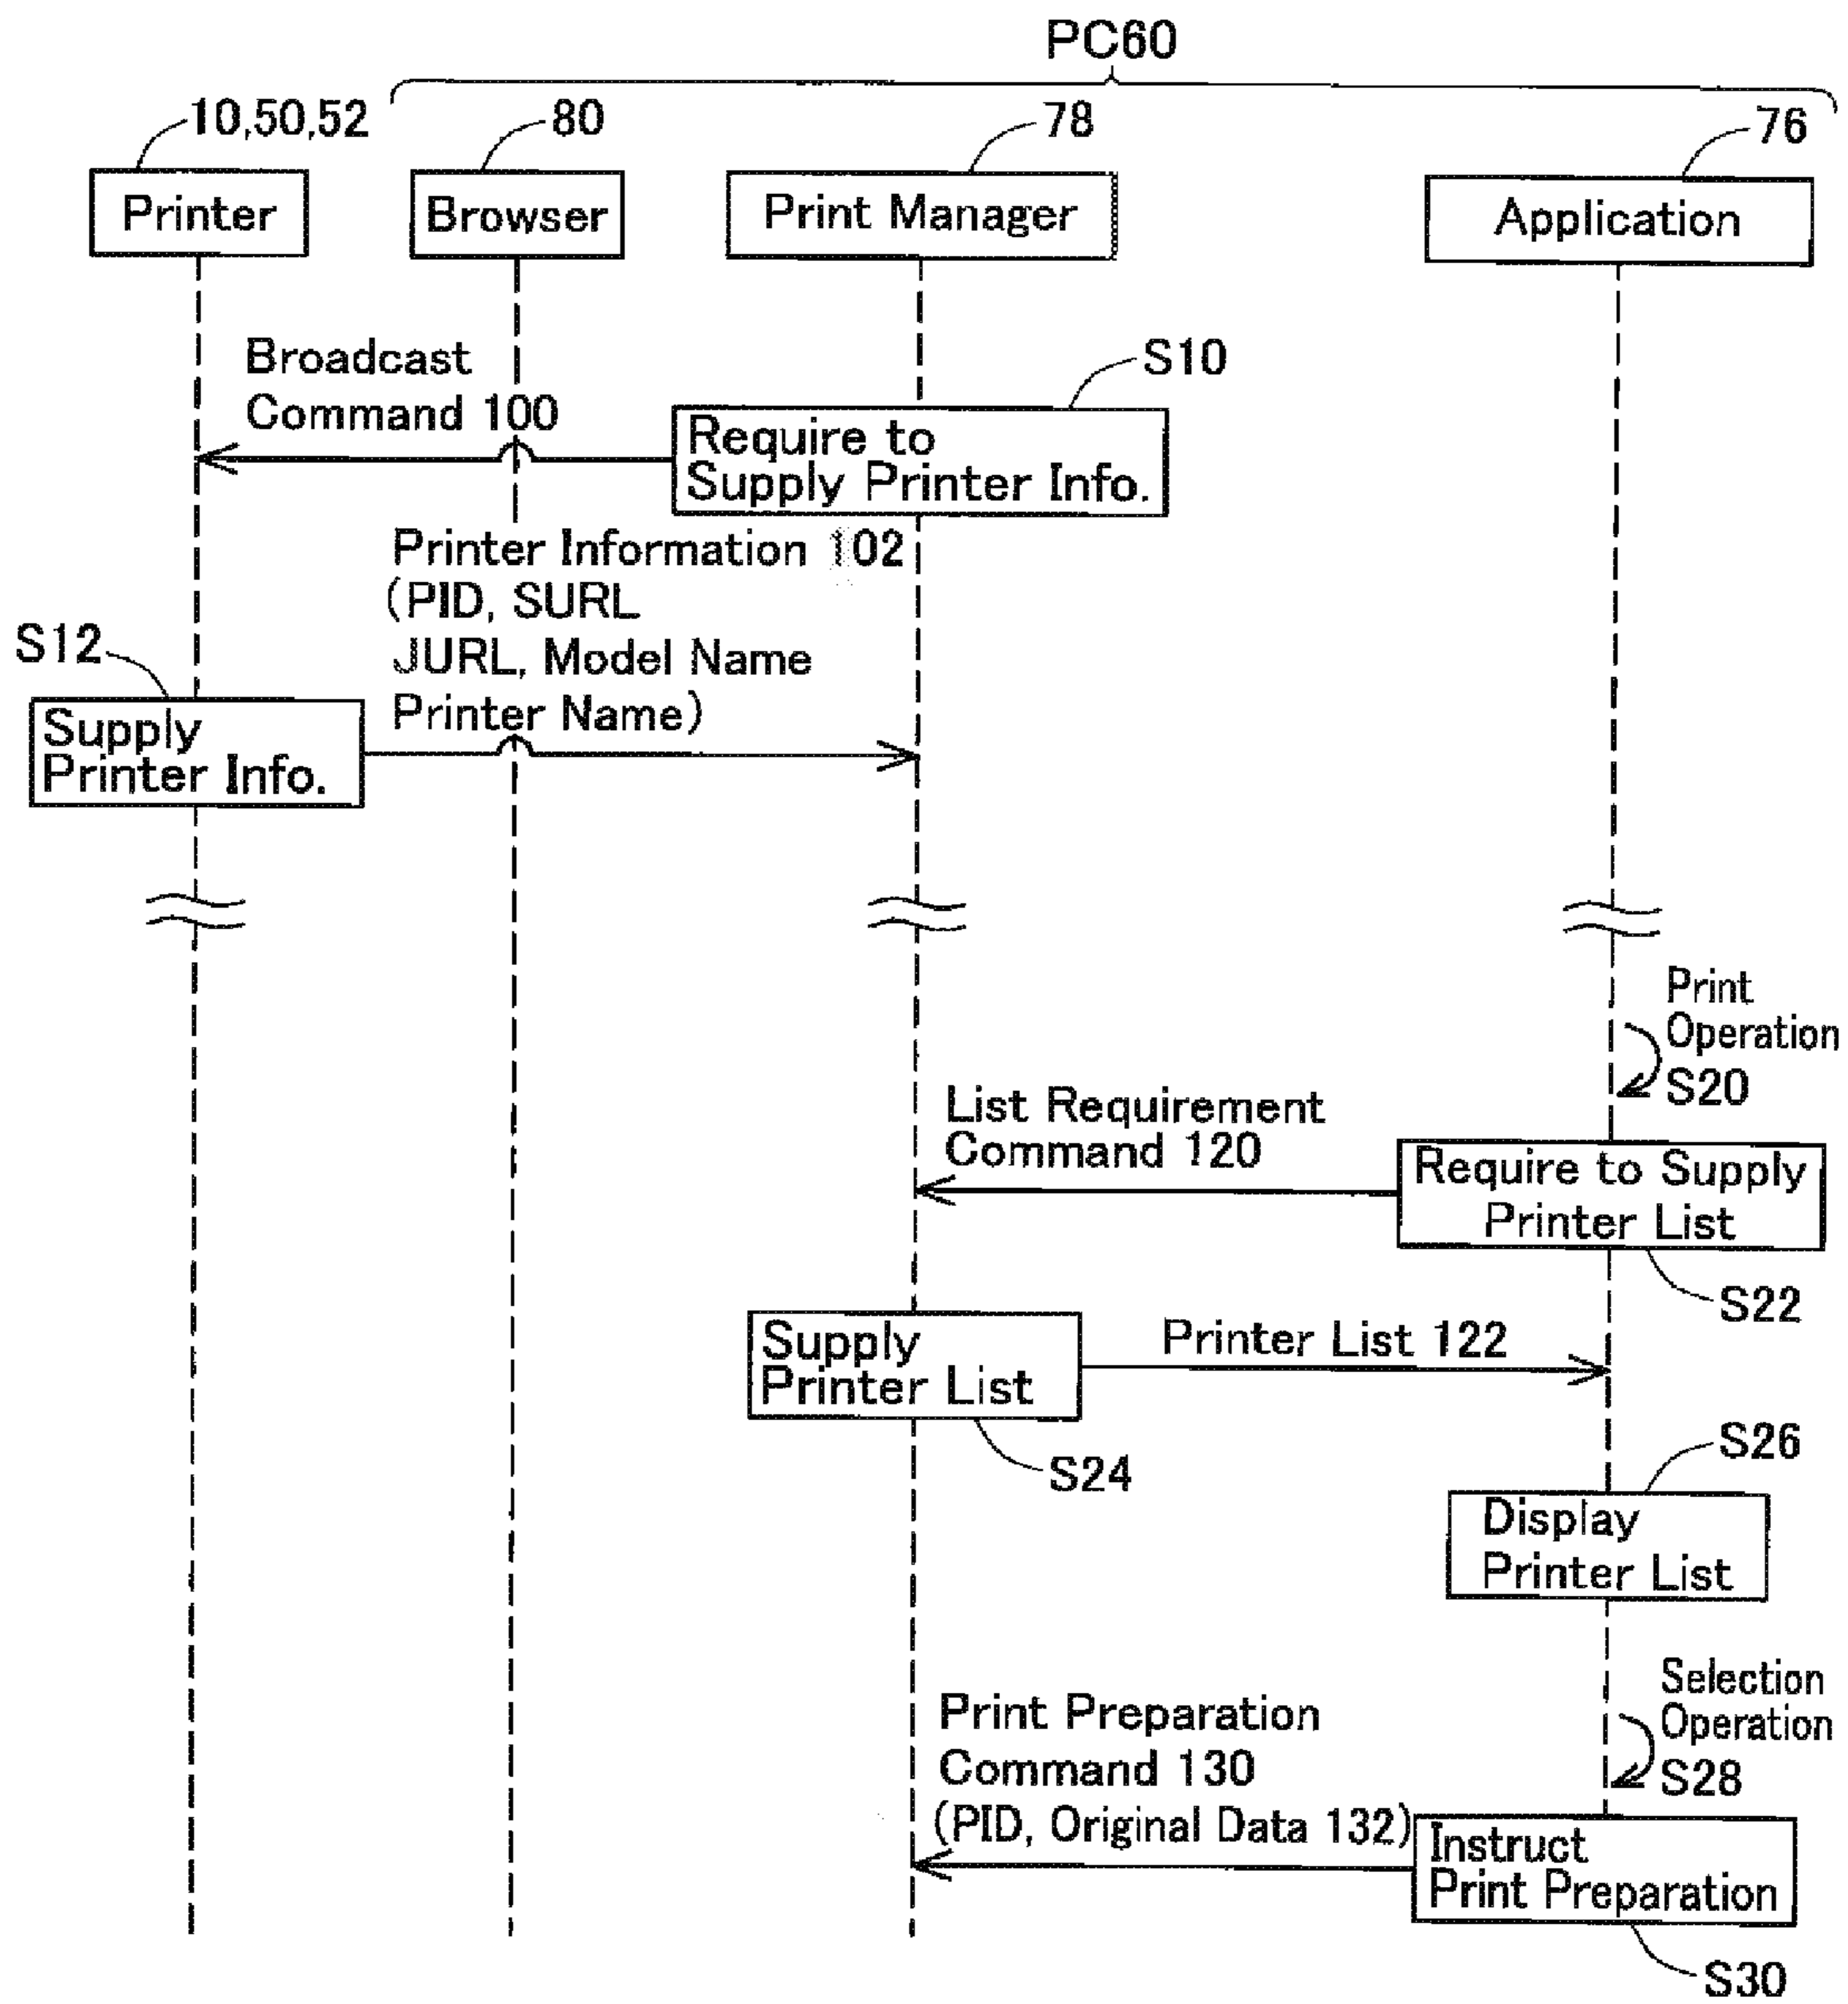 PC60
10,50,52
80
78
76
Printer
Browser
Print Manager
Application
Broadcast
Command 100
S10
Require to
Supply Printer Info.
Printer Information 102
(PID, SURL
JURL, Model Name
Printer Name)
S12
Supply
Printer Info.
Print
Operation
S20
List Requirement
Command 120
Require to Supply
Printer List
S22
Supply
Printer List
Printer List 122
S24
S26
Display
Printer List
Selection
Operation
S28
Print Preparation
Command 130
(PID, Original Data 132)
Instruct
Print Preparation
S30